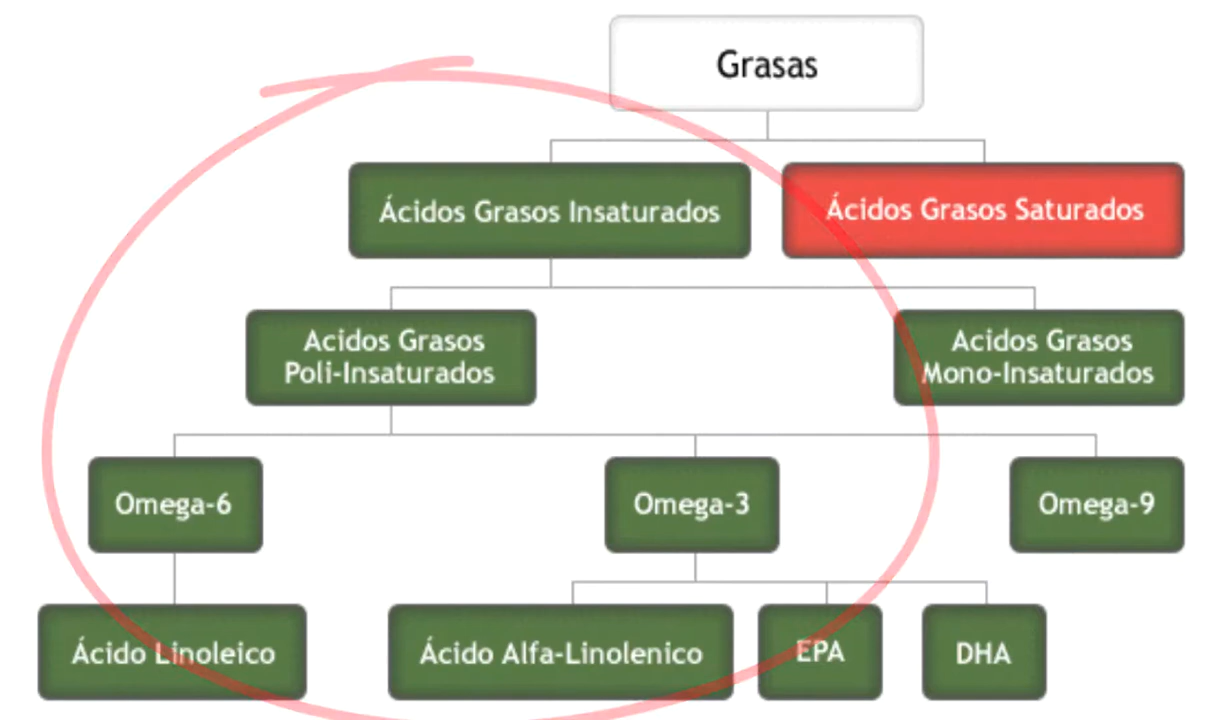 Grasas
Ácidos Grasos Insaturados
Ácidos Grasos Saturados
Acidos Grasos
Poli-Insaturados
Acidos Grasos
Mono-Insaturados
Omega-6
Omega-3
Omega-9
Ácido Linoleico
Ácido Alfa-Linolenico
EPA
DHA